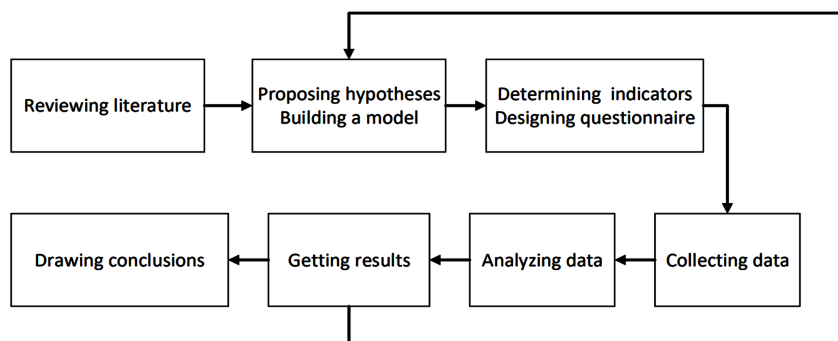 Reviewing literature
Proposing hypotheses
Building a model
Determining indicators
Designing questionnaire
Drawing conclusions
Getting results
Analyzing data
Collecting data